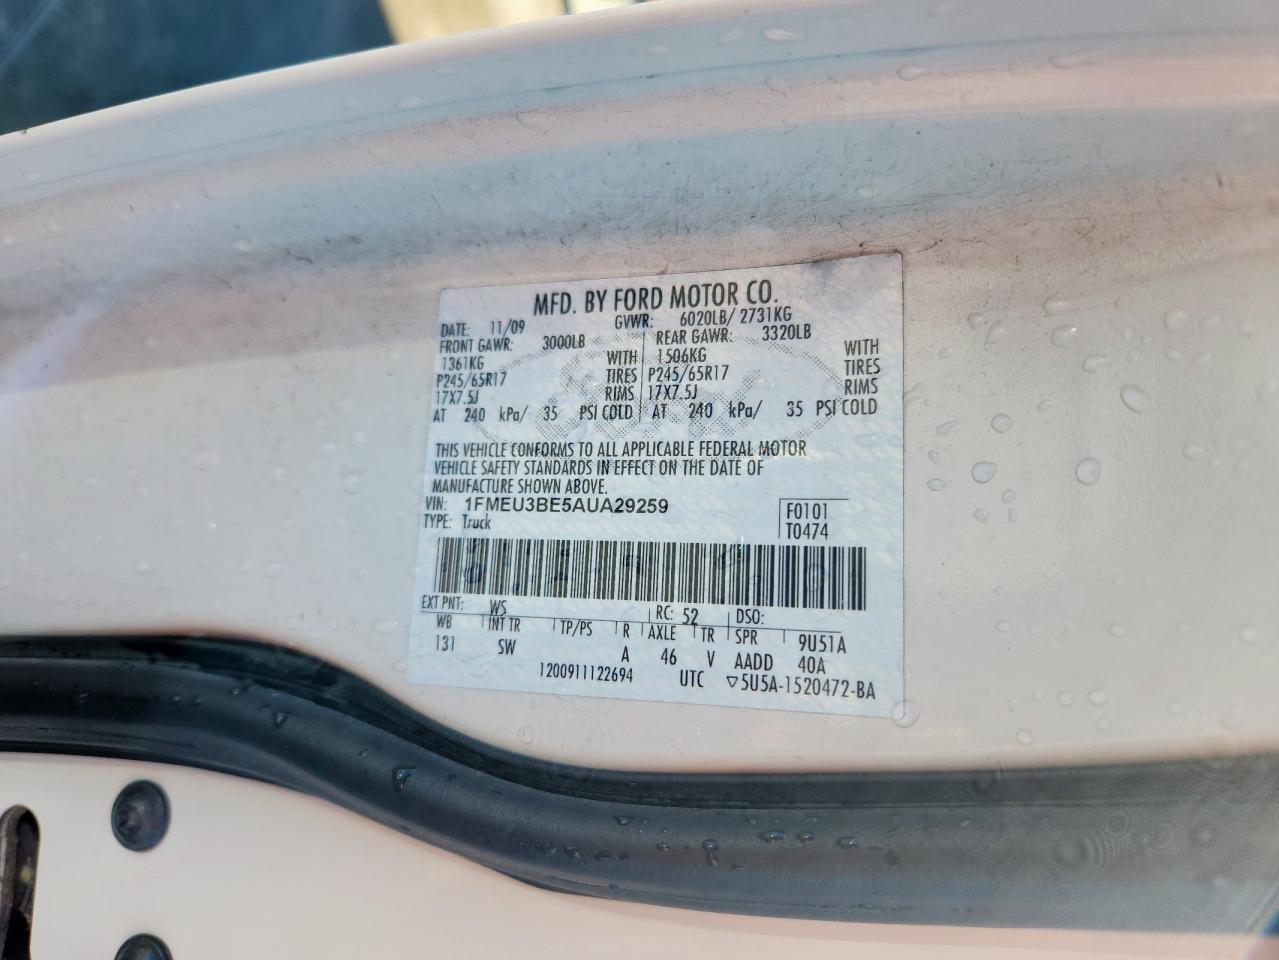 MFD. BY FORD MOTOR CO.
DATE: 11/09 GVWR: 6020LB/ 2731KG
FRONT GAWR: 3000LB REAR GAWR: 3320LB
1361KG WITH 1506KG WITH
P245/65R17 TIRES P245/65R17 TIRES
17X7.5J RIMS 17X7.5J RIMS
AT 240 kPa/ 35 PSI COLD AT 240 kPa/ 35 PSI COLD
THIS VEHICLE CONFORMS TO ALL APPLICABLE FEDERAL MOTOR
VEHICLE SAFETY STANDARDS IN EFFECT ON THE DATE OF
MANUFACTURE SHOWN ABOVE.
VIN: 1FMEU3BE5AUA29259 F0101
TYPE: Truck T0474
EXT PNT: WS RC: 52 DSO:
WB INT TR TP/PS R AXLE TR SPR 9U51A
131 SW A 46 V AADD 40A
1200911122694 UTC ▽5U5A-1520472-BA